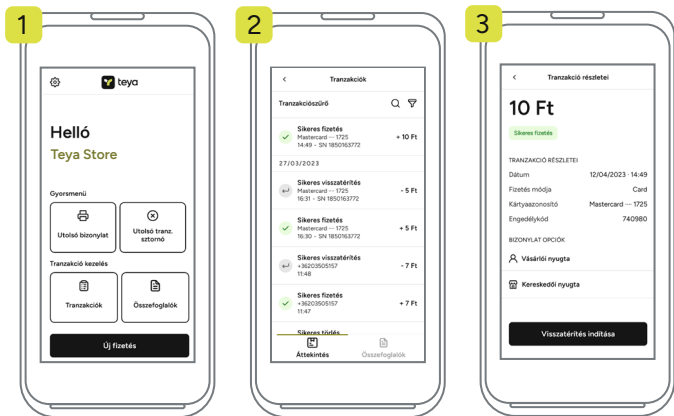 1
teya
Helló
Teya Store
Gyorsmenü
Utolsó bizonylat
Utolsó tranz.
sztornó
Tranzakció kezelés
Tranzakciók
Összefoglalók
Új fizetés
2
Tranzakciók
Tranzakciószűrő
Sikeres fizetés
Mastercard ··· 1725
14:49 - SN 1850163772
+ 10 Ft
27/03/2023
Sikeres visszatérítés
Mastercard ··· 1725
16:31 - SN 1850163772
- 5 Ft
Sikeres fizetés
Mastercard ··· 1725
16:30 - SN 1850163772
+ 5 Ft
Sikeres visszatérítés
+36203505157
11:48
- 7 Ft
Sikeres fizetés
+36203505157
11:47
+ 7 Ft
Sikeres törlés
Áttekintés
Összefoglalók
3
Tranzakció részletei
10 Ft
Sikeres fizetés
TRANZAKCIÓ RÉSZLETEI
Dátum 12/04/2023 · 14:49
Fizetés módja Card
Kártyaazonosító Mastercard ··· 1725
Engedélykód 740980
BIZONYLAT OPCIÓK
Vásárlói nyugta
Kereskedői nyugta
Visszatérítés indítása